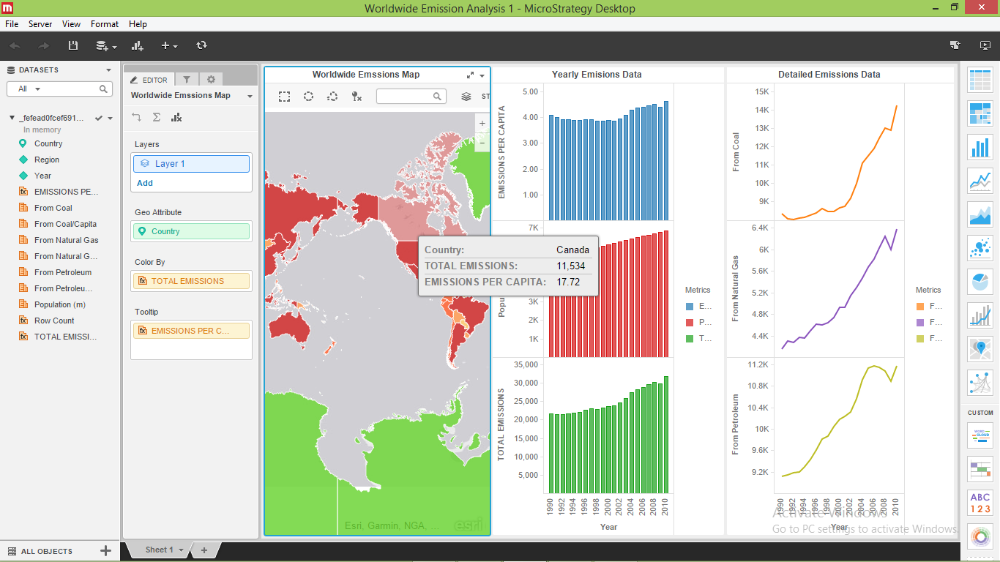 Worldwide Emission Analysis 1 - MicroStrategy Desktop
File Server View Format Help
DATASETS
All
_fefead0fcef691...
In memory
Country
Region
Year
EMISSIONS PE...
From Coal
From Coal/Capita
From Natural Gas
From Natural G...
From Petroleum
From Petroleu...
Population (m)
Row Count
TOTAL EMISSI...
ALL OBJECTS
EDITOR
Worldwide Emssions Map
Layers
Layer 1
Add
Geo Attribute
Country
Color By
TOTAL EMISSIONS
Tooltip
EMISSIONS PER C...
Worldwide Emssions Map
ST
+
−
Country: Canada
TOTAL EMISSIONS: 11,534
EMISSIONS PER CAPITA: 17.72
Esri, Garmin, NGA, ...
esri
Yearly Emisions Data
EMISSIONS PER CAPITA
5.00
4.00
3.00
2.00
1.00
Popu
7K
3K
2K
1K
TOTAL EMISSIONS
35,000
30,000
25,000
20,000
15,000
10,000
5,000
1990 1992 1994 1996 1998 2000 2002 2004 2006 2008 2010
Year
Metrics
E...
P...
T...
Detailed Emissions Data
From Coal
15K
14K
13K
12K
11K
10K
9K
From Natural Gas
6.4K
6K
5.6K
5.2K
4.8K
4.4K
From Petroleum
11.2K
10.8K
10.4K
10K
9.6K
9.2K
1990 1992 1994 1996 1998 2000 2002 2004 2006 2008 2010
Year
Metrics
F...
F...
F...
Activate Windows
Go to PC settings to activate Windows.
CUSTOM
WORD
CLOUD
ABC
123
Sheet 1